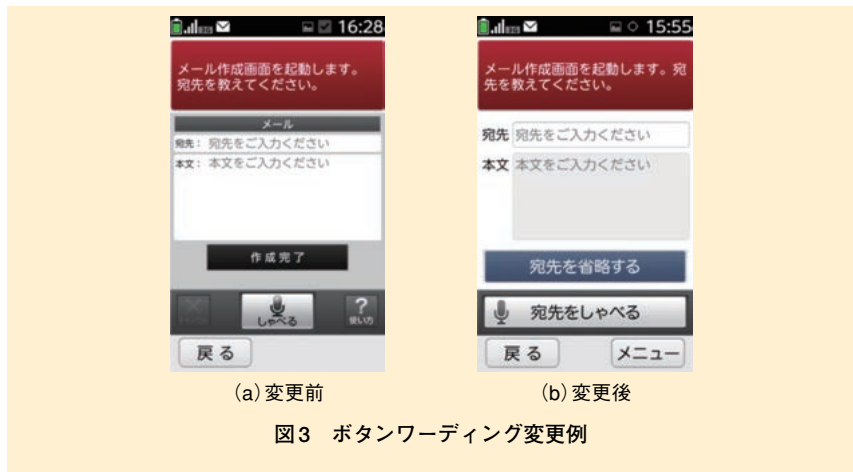 16:28
メール作成画面を起動します。
宛先を教えてください。
メール
宛先： 宛先をご入力ください
本文： 本文をご入力ください
作成完了
しゃべる
?
使い方
戻る
(a)変更前
15:55
メール作成画面を起動します。宛
先を教えてください。
宛先 宛先をご入力ください
本文 本文をご入力ください
宛先を省略する
宛先をしゃべる
戻る メニュー
(b)変更後
図3 ボタンワーディング変更例